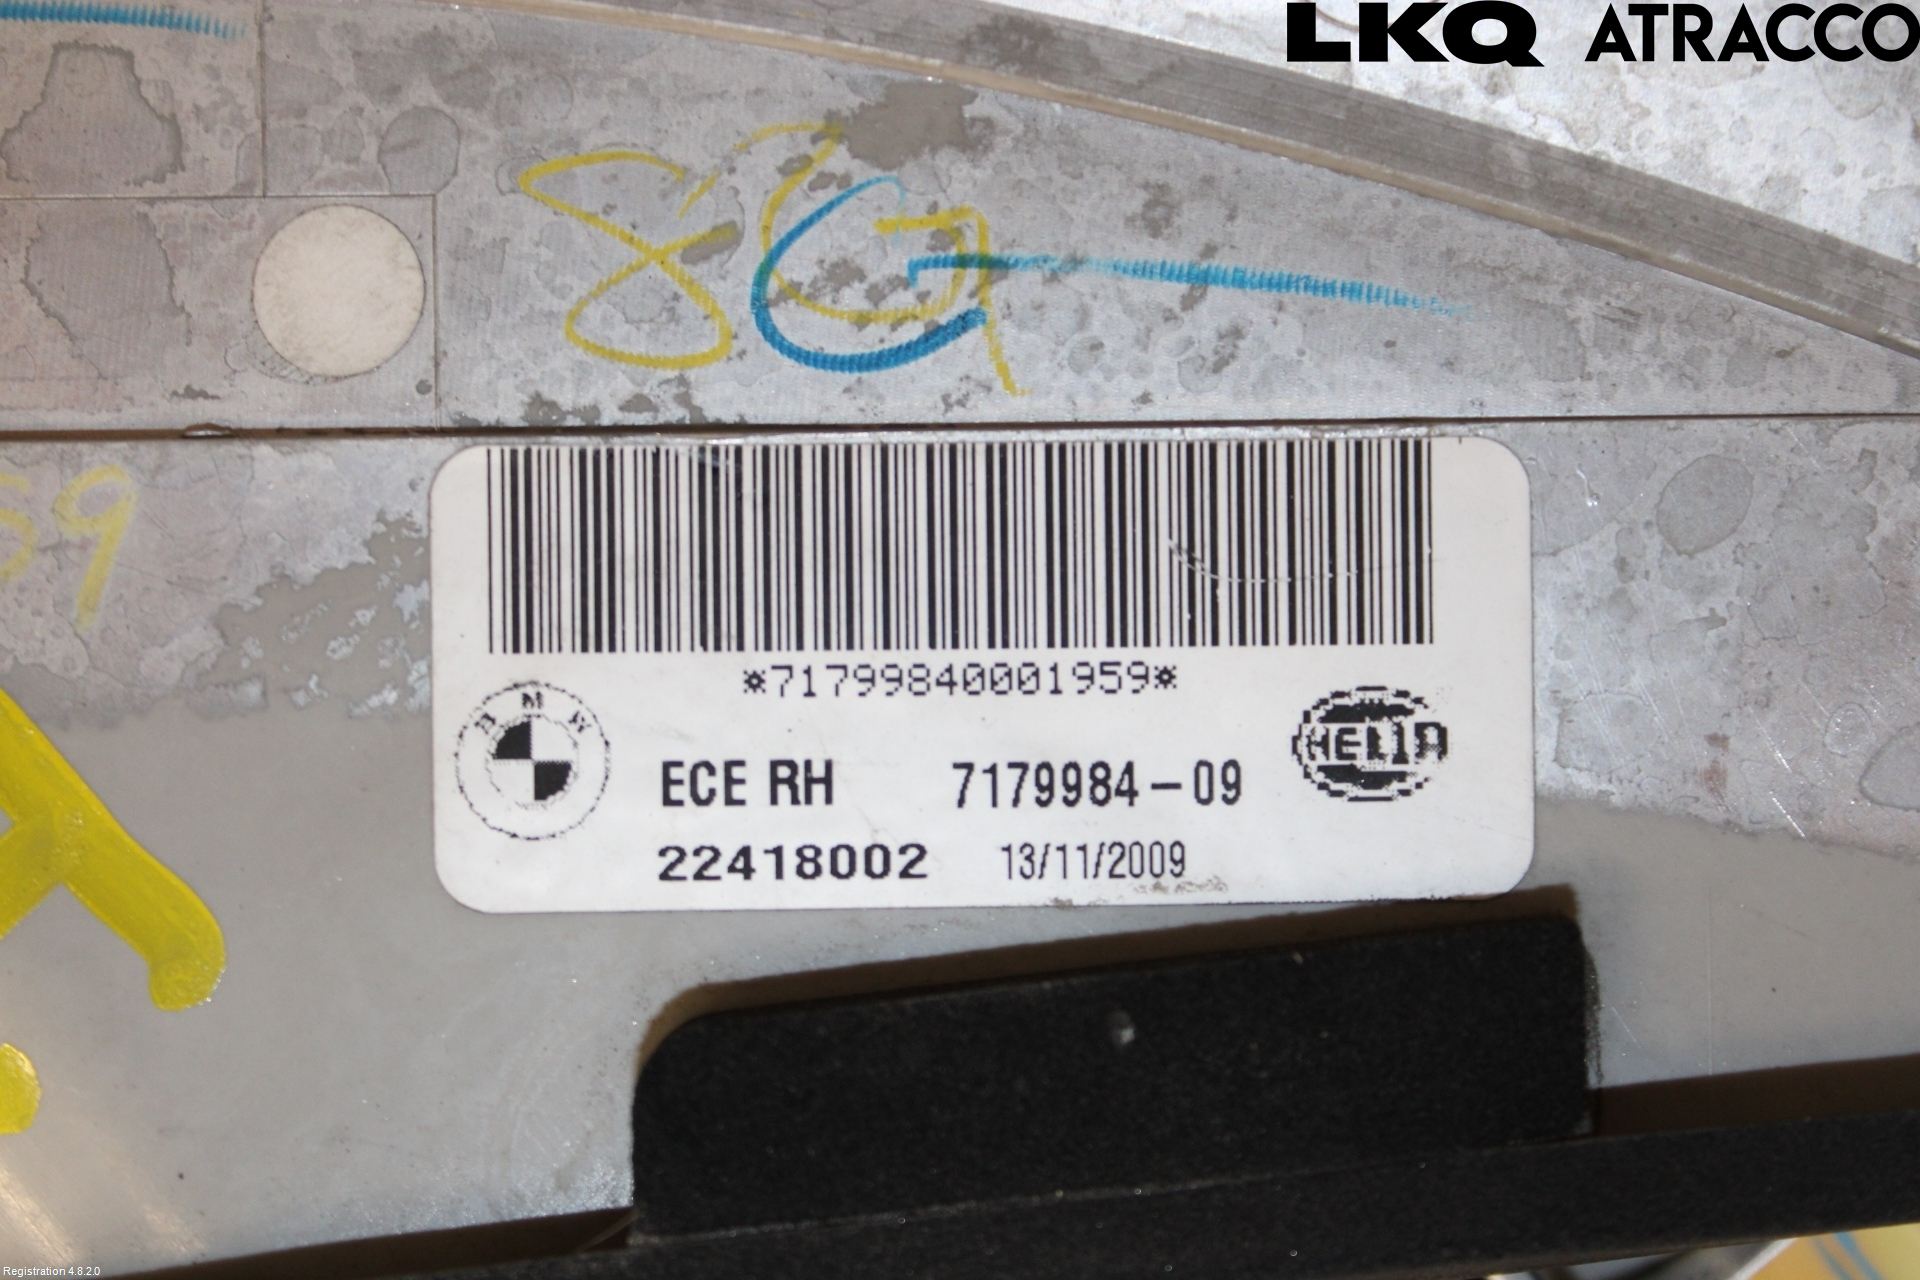 LKQ ATRACCO
8G
59
*71799840001959*
BMW
ECE RH 7179984-09
HELLA
22418002 13/11/2009
Registration 4.8.2.0